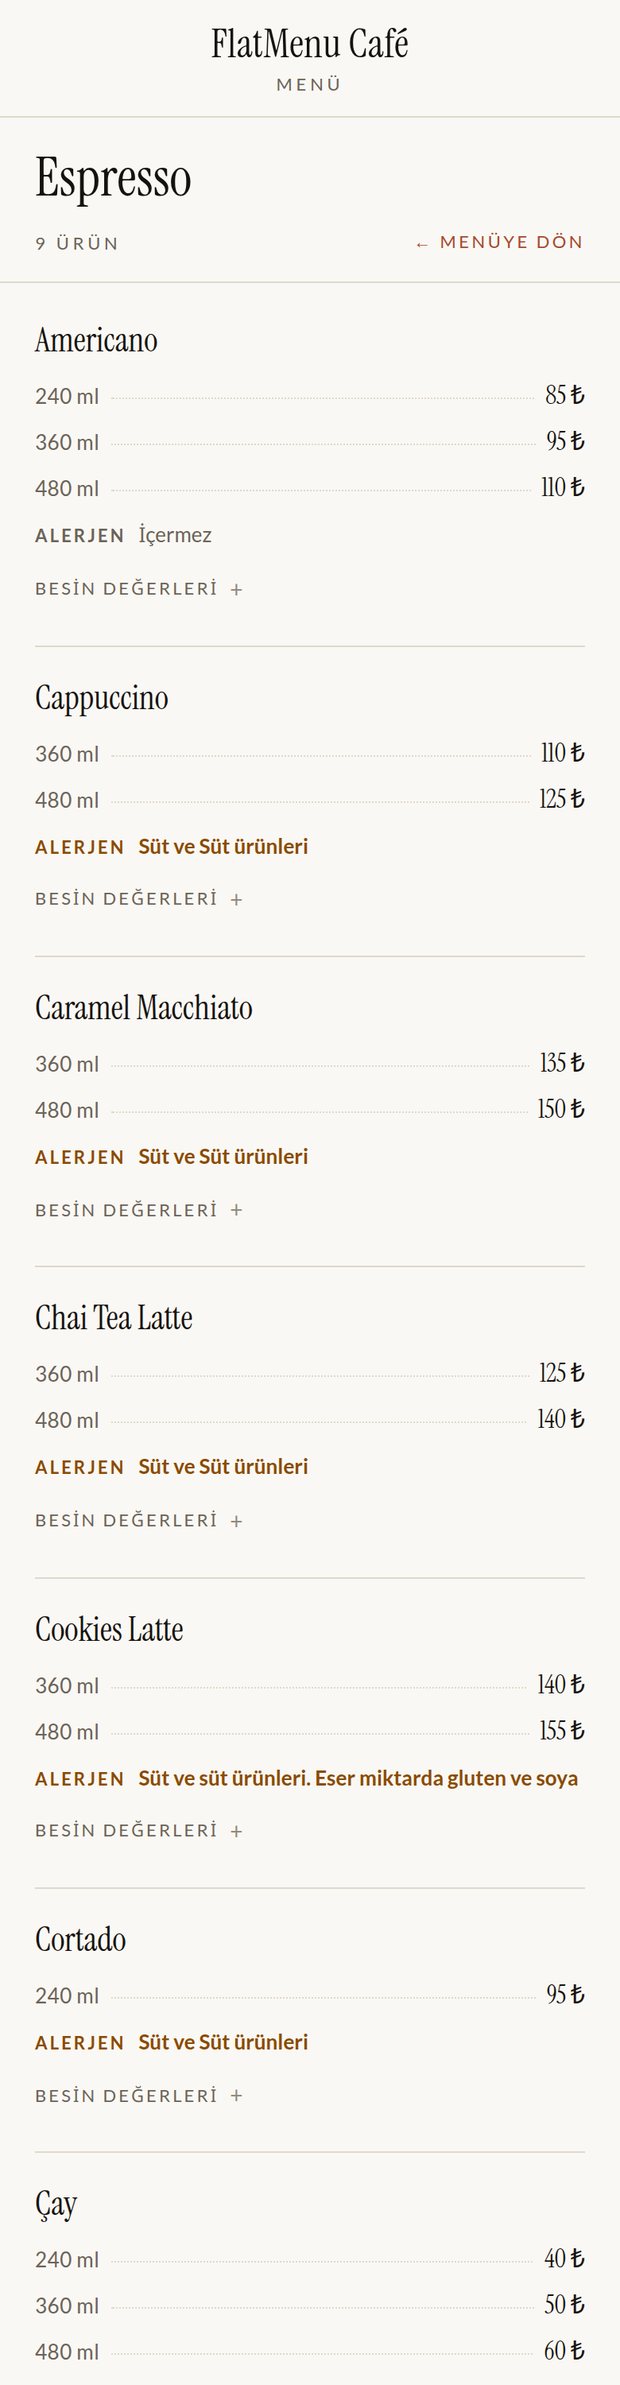 FlatMenu Café
MENÜ
Espresso
9 ÜRÜN ← MENÜYE DÖN
Americano
240 ml 85 ₺
360 ml 95 ₺
480 ml 110 ₺
ALERJEN İçermez
BESİN DEĞERLERİ +
Cappuccino
360 ml 110 ₺
480 ml 125 ₺
ALERJEN Süt ve Süt ürünleri
BESİN DEĞERLERİ +
Caramel Macchiato
360 ml 135 ₺
480 ml 150 ₺
ALERJEN Süt ve Süt ürünleri
BESİN DEĞERLERİ +
Chai Tea Latte
360 ml 125 ₺
480 ml 140 ₺
ALERJEN Süt ve Süt ürünleri
BESİN DEĞERLERİ +
Cookies Latte
360 ml 140 ₺
480 ml 155 ₺
ALERJEN Süt ve süt ürünleri. Eser miktarda gluten ve soya
BESİN DEĞERLERİ +
Cortado
240 ml 95 ₺
ALERJEN Süt ve Süt ürünleri
BESİN DEĞERLERİ +
Çay
240 ml 40 ₺
360 ml 50 ₺
480 ml 60 ₺